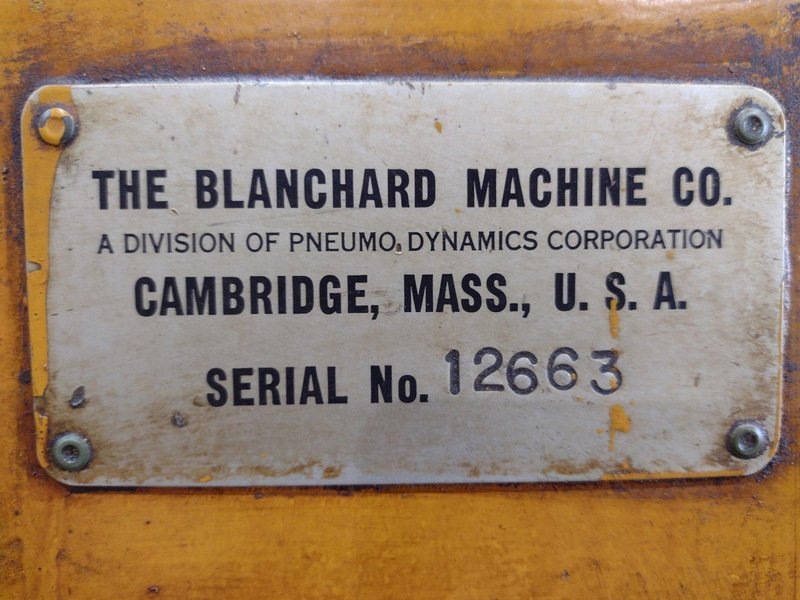 THE BLANCHARD MACHINE CO.
A DIVISION OF PNEUMO DYNAMICS CORPORATION
CAMBRIDGE, MASS., U. S. A.
SERIAL No. 12663